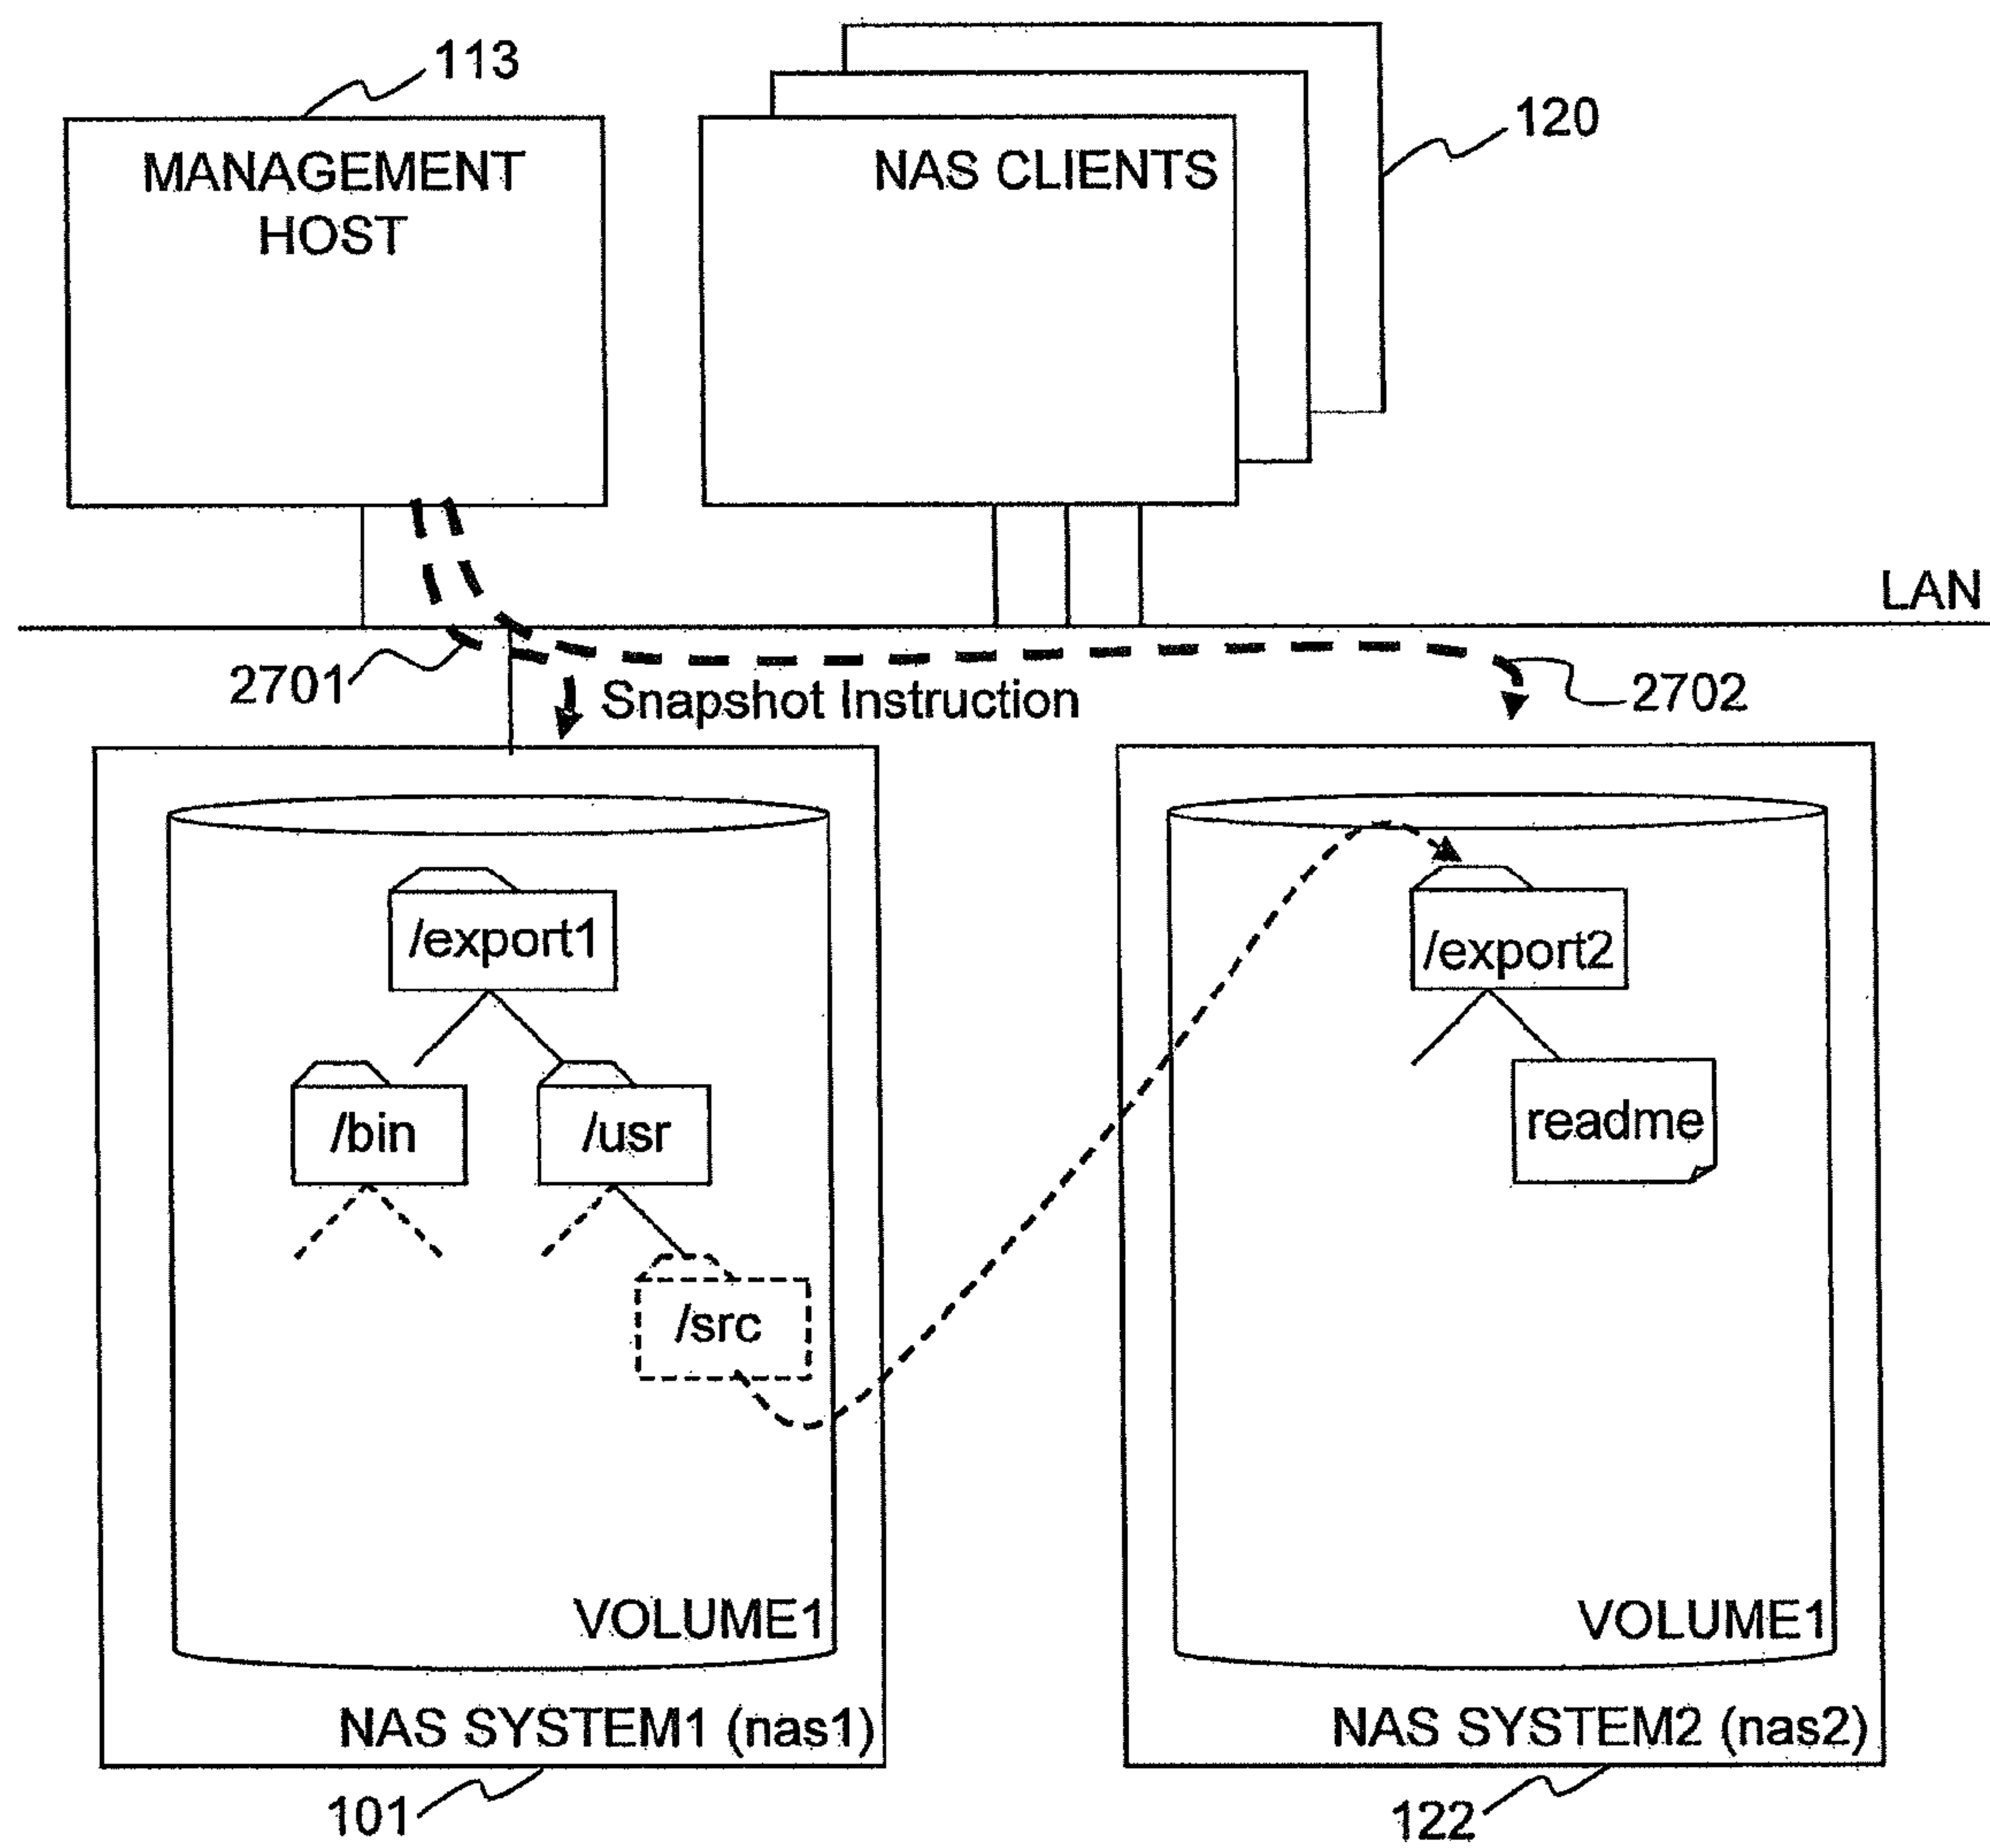 113
120
MANAGEMENT
HOST
NAS CLIENTS
LAN
2701
Snapshot Instruction
2702
/export1
/export2
/bin
/usr
readme
/src
VOLUME1
VOLUME1
NAS SYSTEM1 (nas1)
NAS SYSTEM2 (nas2)
101
122